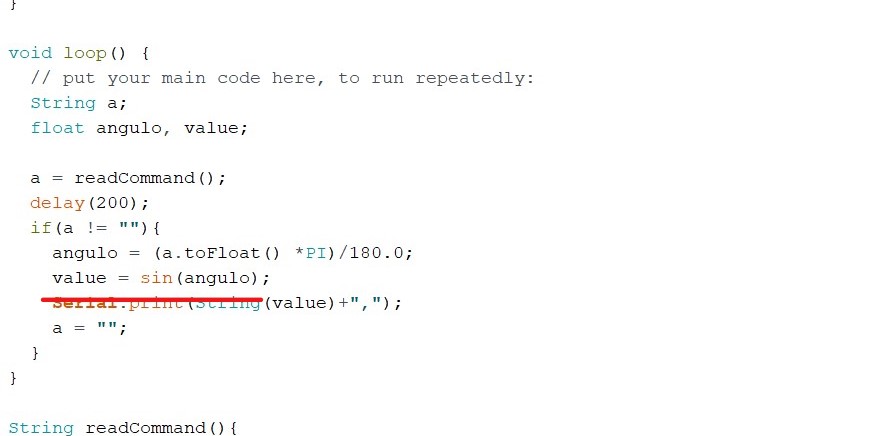 }
void loop() {
// put your main code here, to run repeatedly:
String a;
float angulo, value;
a = readCommand();
delay(200);
if(a != ""){
angulo = (a.toFloat() *PI)/180.0;
value = sin(angulo);
Serial.print(String(value)+",");
a = "";
}
}
String readCommand(){